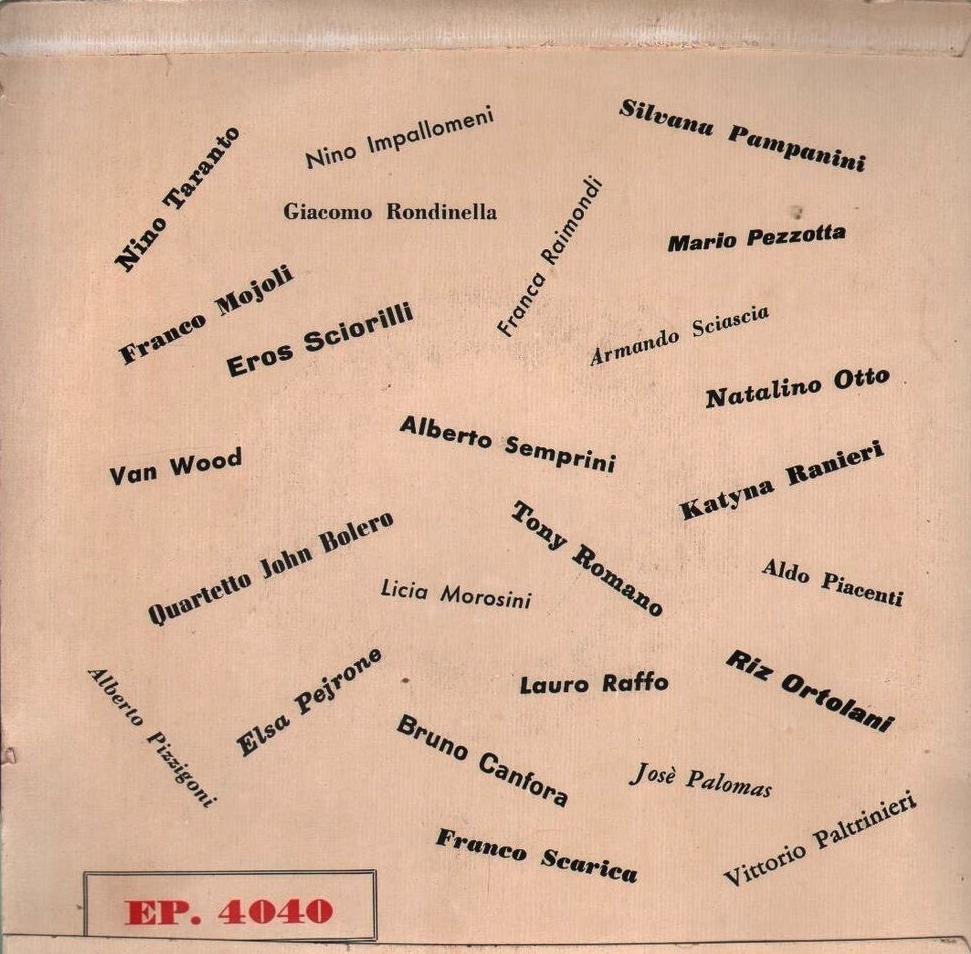 Nino Taranto
Nino Impallomeni
Silvana Pampanini
Giacomo Rondinella
Franca Raimondi
Mario Pezzotta
Franco Mojoli
Eros Sciorilli
Armando Sciascia
Natalino Otto
Alberto Semprini
Van Wood
Katyna Ranieri
Quartetto John Bolero
Tony Romano
Licia Morosini
Aldo Piacenti
Alberto Pizzigoni
Elsa Pejrone
Lauro Raffo
Riz Ortolani
Bruno Canfora
Josè Palomas
Franco Scarica
Vittorio Paltrinieri
EP. 4040